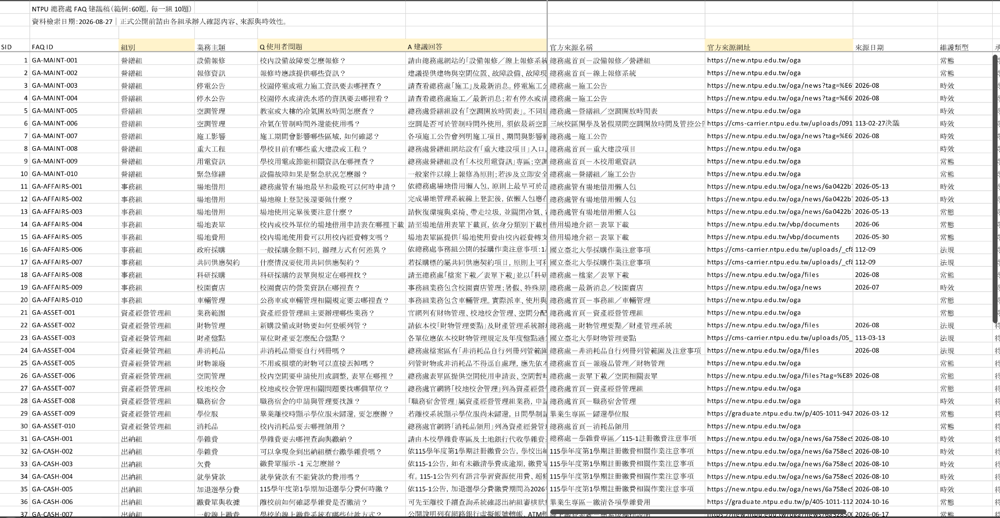 NTPU 總務處 FAQ 建議稿（範例：60題，每一組 10題）
資料檢索日期：2026-08-27｜正式公開前請由各組承辦人確認內容、來源與時效性。
SID FAQ ID 組別 業務主題 Q 使用者問題 A 建議回答 官方來源名稱 官方來源網址 來源日期 維護類型
1 GA-MAINT-001 營繕組 設備報修 校內設備故障要怎麼報修？ 請由總務處網站的「設備報修／線上報修系統 總務處首頁－設備報修／營繕組 https://new.ntpu.edu.tw/oga 常態
2 GA-MAINT-002 營繕組 報修資訊 報修時應該提供哪些資訊？ 建議提供建物與空間位置、故障設備、故障現 總務處首頁－線上報修系統 https://new.ntpu.edu.tw/oga 常態
3 GA-MAINT-003 營繕組 停電公告 校園停電或電力施工資訊要去哪裡查？ 請查看總務處「施工」及最新消息。停電施工公 總務處－施工公告 https://new.ntpu.edu.tw/oga/news?tag=%E6 2026-08 時效
4 GA-MAINT-004 營繕組 停水公告 校園停水或清洗水塔的資訊要去哪裡看？ 請查看總務處施工／最新消息；若有停水或清 總務處－施工公告 https://new.ntpu.edu.tw/oga/news?tag=%E6 2026-08 時效
5 GA-MAINT-005 營繕組 空調管理 教室或大樓的冷氣開放時間怎麼查？ 總務處營繕組設有「空調開放時間表」。不同建 總務處－營繕組／空調開放時間表 https://new.ntpu.edu.tw/oga 時效
6 GA-MAINT-006 營繕組 空調管理 冷氣在管制時間外還能使用嗎？ 空調是否可於管制時間外使用，須依最新空調 三峽校區開學及暑假期間空調開放時間及管控公告 https://cms-carrier.ntpu.edu.tw/uploads/091 113-02-27決議 時效
7 GA-MAINT-007 營繕組 施工影響 施工期間會影響哪些區域，如何確認？ 各項施工公告會列明施工項目、期間與影響範 總務處－施工公告 https://new.ntpu.edu.tw/oga/news?tag=%E6 2026-08 時效
8 GA-MAINT-008 營繕組 重大工程 學校目前有哪些重大建設或工程？ 總務處營繕組網站設有「重大建設項目」入口， 總務處首頁－重大建設項目 https://new.ntpu.edu.tw/oga 時效
9 GA-MAINT-009 營繕組 用電資訊 學校用電或節能相關資訊在哪裡查？ 總務處營繕組設有「本校用電資訊」專區；空調 總務處首頁－本校用電資訊 https://new.ntpu.edu.tw/oga 常態
10 GA-MAINT-010 營繕組 緊急修繕 設備故障如果是緊急狀況怎麼辦？ 一般案件以線上報修為原則；若涉及立即安全 總務處－營繕組／施工公告 https://new.ntpu.edu.tw/oga 常態
11 GA-AFFAIRS-001 事務組 場地借用 總務處管有場地最早和最晚可以何時申請？ 依總務處場地借用懶人包，原則上最早可於活 總務處管有場地借用懶人包 https://new.ntpu.edu.tw/oga/news/6a0422b 2026-05-13 時效
12 GA-AFFAIRS-002 事務組 場地借用 場地線上登記後還要做什麼？ 完成場地管理系統線上登記後，依懶人包應在 總務處管有場地借用懶人包 https://new.ntpu.edu.tw/oga/news/6a0422b 2026-05-13 時效
13 GA-AFFAIRS-003 事務組 場地借用 場地使用完畢後要注意什麼？ 請恢復環境與桌椅、帶走垃圾，並關閉冷氣、 總務處管有場地借用懶人包 https://new.ntpu.edu.tw/oga/news/6a0422b 2026-05-13 常態
14 GA-AFFAIRS-004 事務組 場地表單 校內或校外單位的場地借用申請表在哪裡下載 請至場地借用表單下載頁，依身分類別下載校 借用場地介紹－表單下載 https://new.ntpu.edu.tw/vbp/documents 2026-06 常態
15 GA-AFFAIRS-005 事務組 場地費用 校內場地使用費可以用校內經費轉支嗎？ 場地表單區提供「場地使用費由校內經費轉支 借用場地介紹－表單下載 https://new.ntpu.edu.tw/vbp/documents 2026-05-30 常態
16 GA-AFFAIRS-006 事務組 政府採購 一般採購金額不同，辦理方式有何差異？ 依總務處事務組公開的採購作業注意事項：1 國立臺北大學採購作業注意事項 https://cms-carrier.ntpu.edu.tw/uploads/_cf8 112-09 法規
17 GA-AFFAIRS-007 事務組 共同供應契約 什麼情況要使用共同供應契約？ 若採購標的屬共同供應契約項目，原則上可利 國立臺北大學採購作業注意事項 https://cms-carrier.ntpu.edu.tw/uploads/_cf8 112-09 法規
18 GA-AFFAIRS-008 事務組 科研採購 科研採購的表單與規定在哪裡找？ 請至總務處「檔案下載／表單下載」並以「科研 總務處－檔案／表單下載 https://new.ntpu.edu.tw/oga/files 2026-08 常態
19 GA-AFFAIRS-009 事務組 校園賣店 校園賣店的營業資訊在哪裡查？ 事務組業務包含校園賣店管理；暑假、特殊期 總務處－最新消息／校園賣店 https://new.ntpu.edu.tw/oga/news 2026-07 時效
20 GA-AFFAIRS-010 事務組 車輛管理 公務車或車輛管理相關規定要去哪裡查？ 事務組業務包含車輛管理。實際派車、使用與 總務處首頁－事務組／車輛管理 https://new.ntpu.edu.tw/oga 常態
21 GA-ASSET-001 資產經營管理組 業務範圍 資產經營管理組主要辦理哪些業務？ 官網列有財物管理、校地校舍管理、空間分配 總務處首頁－資產經營管理組 https://new.ntpu.edu.tw/oga 常態
22 GA-ASSET-002 資產經營管理組 財物管理 新購設備或財物要如何登帳列管？ 請依本校「財物管理要點」及財產管理系統辦 總務處－財物管理要點／財產管理系統 https://new.ntpu.edu.tw/oga/files 2026-08 法規 待
23 GA-ASSET-003 資產經營管理組 財產盤點 單位財產要怎麼配合盤點？ 各單位應依本校財物管理規定及年度盤點通 國立臺北大學財物管理要點 https://cms-carrier.ntpu.edu.tw/uploads/05_ 113-03-13 法規 待
24 GA-ASSET-004 資產經營管理組 非消耗品 非消耗品需要自行列冊嗎？ 總務處檔案區有「非消耗品自行列冊列管範圍 總務處－非消耗品自行列冊列管範圍及注意事項 https://new.ntpu.edu.tw/oga/files 2026-08 法規 待
25 GA-ASSET-005 資產經營管理組 財物報廢 不用或損壞的財物可以直接丟掉嗎？ 列管財物或非消耗品不得逕自處理，應先依本 總務處首頁－報廢品管理／財物管理 https://new.ntpu.edu.tw/oga 常態 待
26 GA-ASSET-006 資產經營管理組 空間管理 校內空間要申請使用或調整，表單在哪裡？ 總務處表單區提供空間使用申請表、空間暫時 總務處－表單下載／空間相關表單 https://new.ntpu.edu.tw/oga/files?tag=%E8% 2026-08 常態 待
27 GA-ASSET-007 資產經營管理組 校地校舍 校地或校舍管理相關問題要找哪個單位？ 總務處官網將「校地校舍管理」列為資產經營管 總務處首頁－資產經營管理組 https://new.ntpu.edu.tw/oga 常態 待
28 GA-ASSET-008 資產經營管理組 職務宿舍 職務宿舍的申請與管理要找誰？ 「職務宿舍管理」屬資產經營管理組業務，申請 總務處首頁－職務宿舍管理 https://new.ntpu.edu.tw/oga 時效 待
29 GA-ASSET-009 資產經營管理組 學位服 畢業離校時顯示學位服未歸還，要怎麼辦？ 若離校系統顯示學位服尚未歸還，日間學制請 畢業生專區－歸還學位服 https://graduate.ntpu.edu.tw/p/405-1011-947 2026-03-12 常態 待
30 GA-ASSET-010 資產經營管理組 消耗品 校內消耗品要去哪裡領用？ 總務處官網將「消耗品領用」列為資產經營管 總務處首頁－消耗品領用 https://new.ntpu.edu.tw/oga 常態 待
31 GA-CASH-001 出納組 學雜費 學雜費要去哪裡查詢與繳納？ 請由本校學雜費專區及土地銀行代收學雜費 總務處－學雜費專區／115-1註冊繳費注意事項 https://new.ntpu.edu.tw/oga/news/6a758ec 2026-08-10 時效 待
32 GA-CASH-002 出納組 學雜費 可以拿現金到出納組櫃台繳學雜費嗎？ 依115學年度第1學期註冊繳費公告，學校出納 115學年度第1學期註冊繳費相關作業注意事項 https://new.ntpu.edu.tw/oga/news/6a758ec 2026-08-10 時效 待
33 GA-CASH-003 出納組 欠費 繳費單顯示 -1 元怎麼辦？ 依115-1公告，如有未繳清學費或逾期，繳費單 115學年度第1學期註冊繳費相關作業注意事項 https://new.ntpu.edu.tw/oga/news/6a758ec 2026-08-10 時效 待
34 GA-CASH-004 出納組 就學貸款 就學貸款有不能貸款的費用嗎？ 有。115-1公告列有語言學習資源使用費、超修 115學年度第1學期註冊繳費相關作業注意事項 https://new.ntpu.edu.tw/oga/news/6a758ec 2026-08-10 時效 待
35 GA-CASH-005 出納組 加退選學分費 115學年度第1學期加退選學分費何時繳？ 依115-1公告，加退選學分費繳費期間為2026 115學年度第1學期註冊繳費相關作業注意事項 https://new.ntpu.edu.tw/oga/news/6a758ec 2026-08-10 時效 待
36 GA-CASH-006 出納組 繳費單與收據 離校前如何確認學雜費是否繳清？ 可先至離校手續查詢系統確認出納組審核狀 畢業生專區－繳清各項學雜費用 https://graduate.ntpu.edu.tw/p/405-1011-112 2024-10-16 常態 待
37 GA-CASH-007 出納組 一般線上繳費 學校的線上繳費系統有哪些付款方式？ 公開說明列有網路銀行虛擬帳號轉帳、ATM轉 2026-06-17 常態